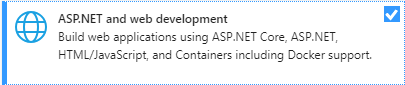 ASP.NET and web development
Build web applications using ASP.NET Core, ASP.NET,
HTML/JavaScript, and Containers including Docker support.